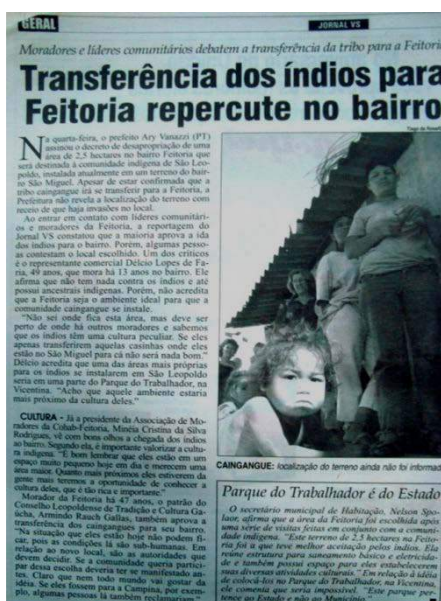 GERAL
JORNAL VS
Moradores e líderes comunitários debatem a transferência da tribo para a Feitori
Transferência dos índios para
Feitoria repercute no bairro
Na quarta-feira, o prefeito Ary Vanazzi (PT)
assinou o decreto de desapropriação de uma
área de 2,5 hectares no bairro Feitoria que
será destinada à comunidade indígena de São Leo-
poldo, instalada atualmente em um terreno do bair-
ro São Miguel. Apesar de estar confirmada que a
tribo caingangue irá se transferir para a Feitoria, a
Prefeitura não revela a localização do terreno com
receio de que haja invasões no local.
Ao entrar em contato com líderes comunitári-
os e moradores da Feitoria, a reportagem do
Jornal VS constatou que a maioria aprova a ida
dos índios para o bairro. Porém, algumas pesso-
as contestam o local escolhido. Um dos críticos
é o representante comercial Délcio Lopes de Fa-
ria, 49 anos, que mora há 13 anos no bairro. Ele
afirma que não tem nada contra os índios e até
possui ancestrais indígenas. Porém, não acredita
que a Feitoria seja o ambiente ideal para que a
comunidade caingangue se instale.
"Não sei onde fica esta área, mas deve ser
perto de onde há outros moradores e sabemos
que os índios têm uma cultura peculiar. Se eles
apenas transferirem aquelas casinhas onde eles
estão no São Miguel para cá não será nada bom."
Délcio acredita que uma das áreas mais próprias
para os índios se instalarem em São Leopoldo
seria em uma parte do Parque do Trabalhador, na
Vicentina. "Acho que aquele ambiente estaria
mais próximo da cultura deles."
CULTURA - Já a presidente da Associação de Mo-
radores da Cohab-Feitoria, Minéia Cristina da Silva
Rodrigues, vê com bons olhos a chegada dos índios
ao bairro. Segundo ela, é importante valorizar a cultu-
ra indígena. "É bom lembrar que eles estão em um
espaço muito pequeno hoje em dia e merecem uma
área maior. Quanto mais próximos eles estiverem da
gente mais teremos a oportunidade de conhecer a
cultura deles, que é tão rica e importante."
Morador da Feitoria há 47 anos, o patrão do
Conselho Leopoldense de Tradição e Cultura Ga-
úcha, Armindo Rauch Gallas, também aprova a
transferência dos caingangues para seu bairro.
"Na situação que eles estão hoje não podem fi-
car, pois as condições lá são sub-humanas. Em
relação ao novo local, são as autoridades que
devem decidir. Se a comunidade queria partici-
par dessa escolha deveria ter se manifestado an-
tes. Claro que nem todo mundo vai gostar da
idéia. Se eles fossem para a Campina, por exem-
plo, algumas pessoas lá também reclamariam."
CAINGANGUE: localização do terreno ainda não foi informad
Parque do Trabalhador é do Estado
O secretário municipal de Habitação, Nelson Spo-
laor, afirma que a área da Feitoria foi escolhida após
uma série de visitas feitas em conjunto com a comuni-
dade indígena. "Este terreno de 2,5 hectares na Feito-
ria foi a que teve melhor aceitação pelos índios. Ela
reúne estrutura para saneamento básico e eletricida-
de e também possui espaço para eles estabelecerem
suas diversas atividades culturais." Em relação à idéia
de colocá-los no Parque do Trabalhador, na Vicentina,
ele comenta que seria impossível. "Este parque per-
tence ao Estado e não ao Município."